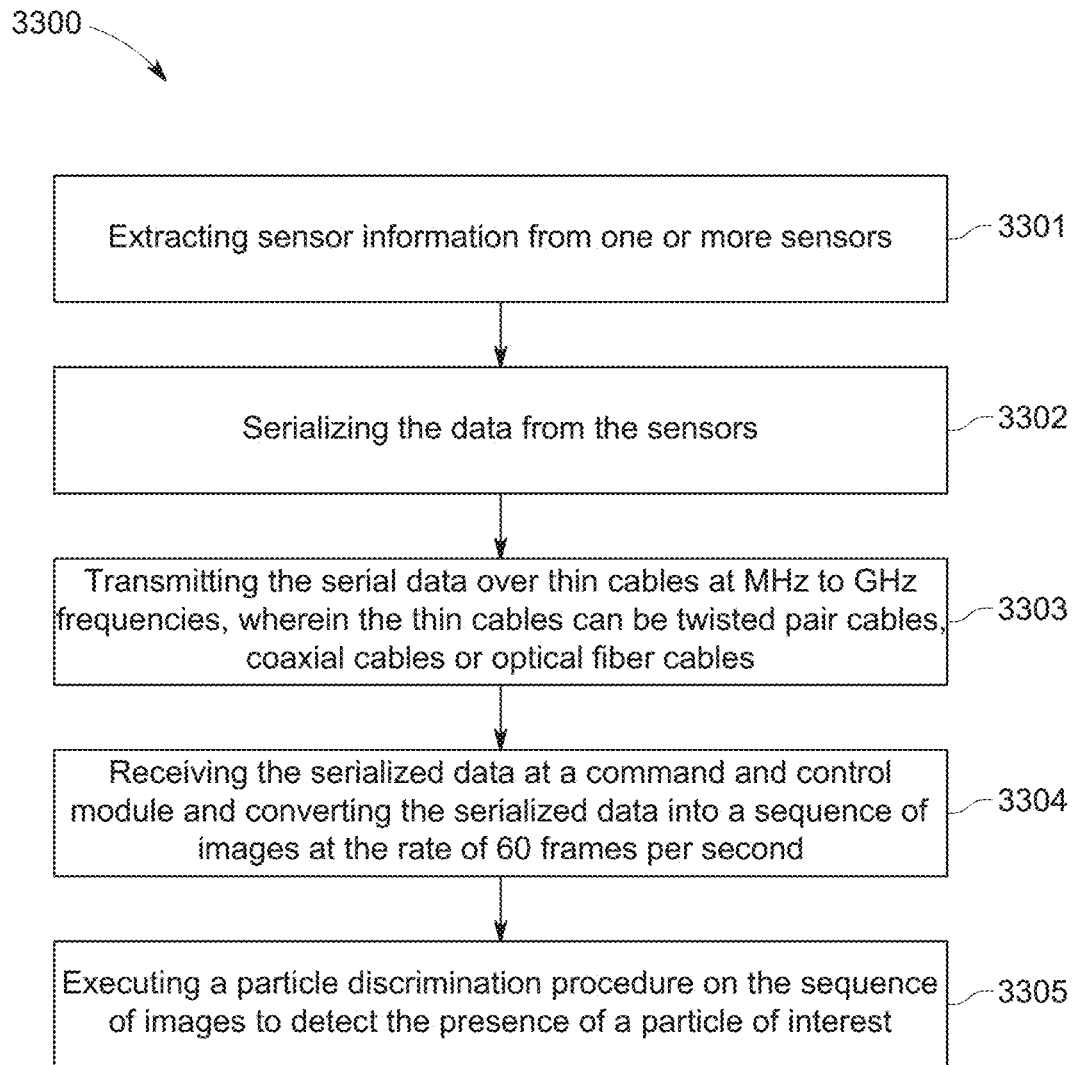 3300
Extracting sensor information from one or more sensors
3301
Serializing the data from the sensors
3302
Transmitting the serial data over thin cables at MHz to GHz
frequencies, wherein the thin cables can be twisted pair cables,
coaxial cables or optical fiber cables
3303
Receiving the serialized data at a command and control
module and converting the serialized data into a sequence of
images at the rate of 60 frames per second
3304
Executing a particle discrimination procedure on the sequence
of images to detect the presence of a particle of interest
3305